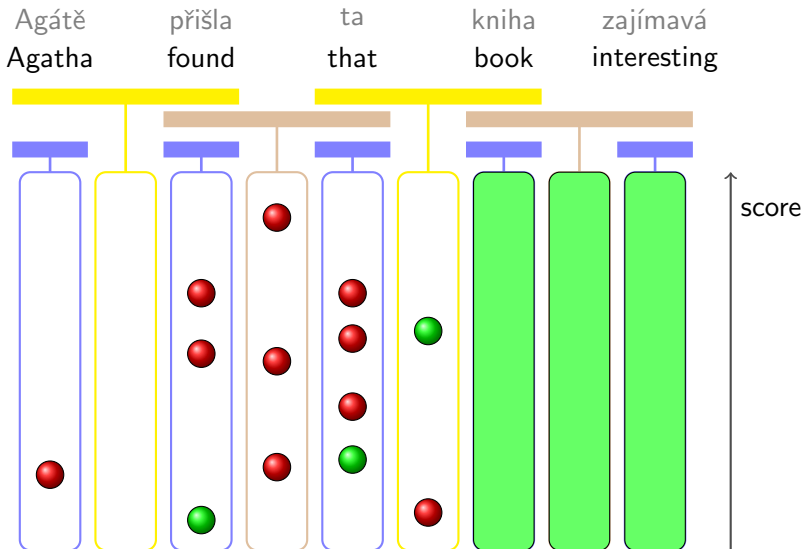 Agátě přišla ta kniha zajímavá
Agatha found that book interesting
score